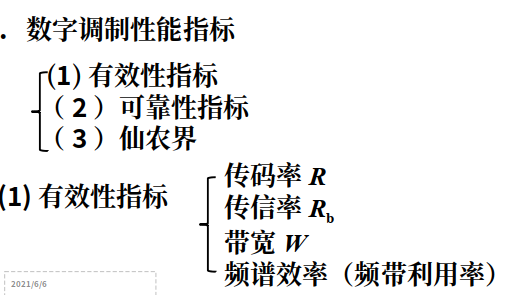 . 数字调制性能指标
(1) 有效性指标
（2）可靠性指标
（3）仙农界
(1) 有效性指标
传码率 R
传信率 Rb
带宽 W
频谱效率（频带利用率）
2021/6/6